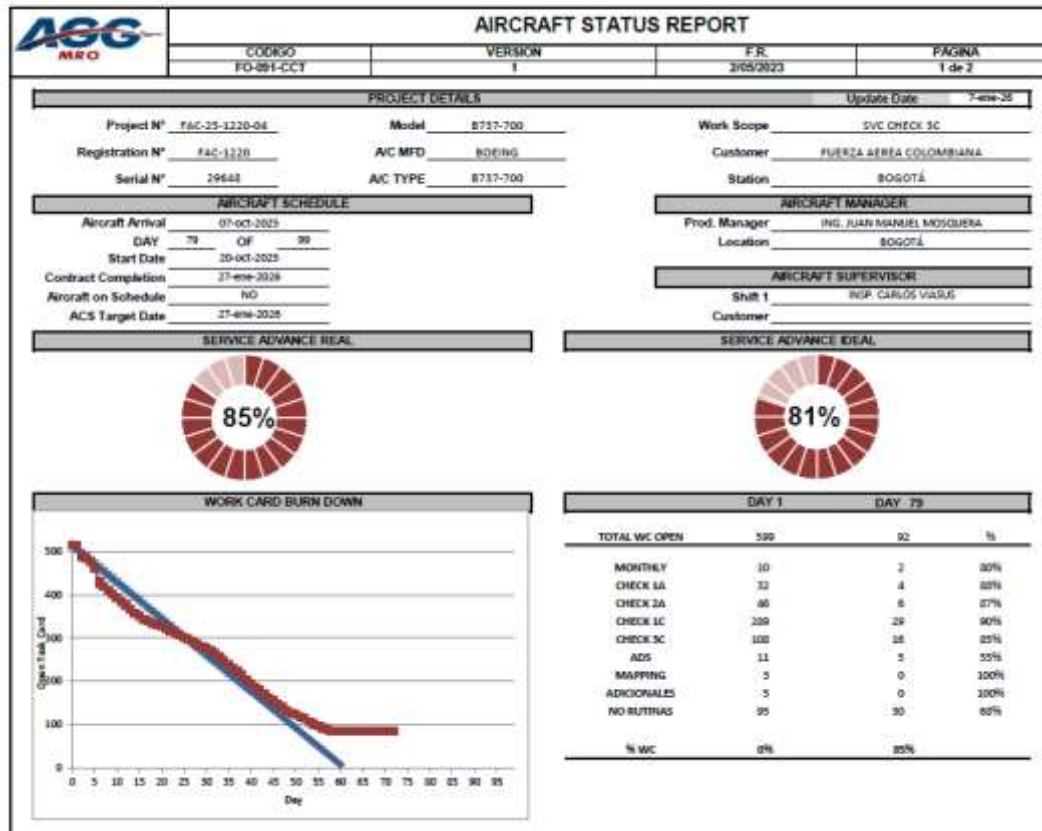 AGG
MRO
AIRCRAFT STATUS REPORT
CODIGO VERSION F.R. PAGINA
FO-091-CCT 1 2/05/2023 1 de 2
PROJECT DETAILS Update Date 7-ene-26
Project N° FAC-25-1220-04 Model B737-700 Work Scope SVC CHECK 3C
Registration N° FAC-1220 A/C MFD BOEING Customer FUERZA AEREA COLOMBIANA
Serial N° 29648 A/C TYPE B737-700 Station BOGOTÁ
AIRCRAFT SCHEDULE AIRCRAFT MANAGER
Aircraft Arrival 07-oct-2025 Prod. Manager ING. JUAN MANUEL MOSQUERA
DAY 79 OF 99 Location BOGOTÁ
Start Date 20-oct-2025
Contract Completion 27-ene-2026 AIRCRAFT SUPERVISOR
Aircraft on Schedule NO Shift 1 INSP. CARLOS VIASUS
ACS Target Date 27-ene-2026 Customer
SERVICE ADVANCE REAL SERVICE ADVANCE IDEAL
85% 81%
WORK CARD BURN DOWN DAY 1 DAY 79
TOTAL WC OPEN 599 92 %
MONTHLY 10 2 80%
CHECK 1A 32 4 88%
CHECK 2A 46 6 87%
CHECK 1C 29 90%
CHECK 3C 16 85%
ADS 11 5 55%
MAPPING 5 0 100%
ADICIONALES 5 0 100%
NO RUTINAS 95 30 68%
% WC 0% 85%
500
400
300
200
100
0
Open Task Card
0 5 10 15 20 25 30 35 40 45 50 55 60 65 70 75 80 85 90 95
Day